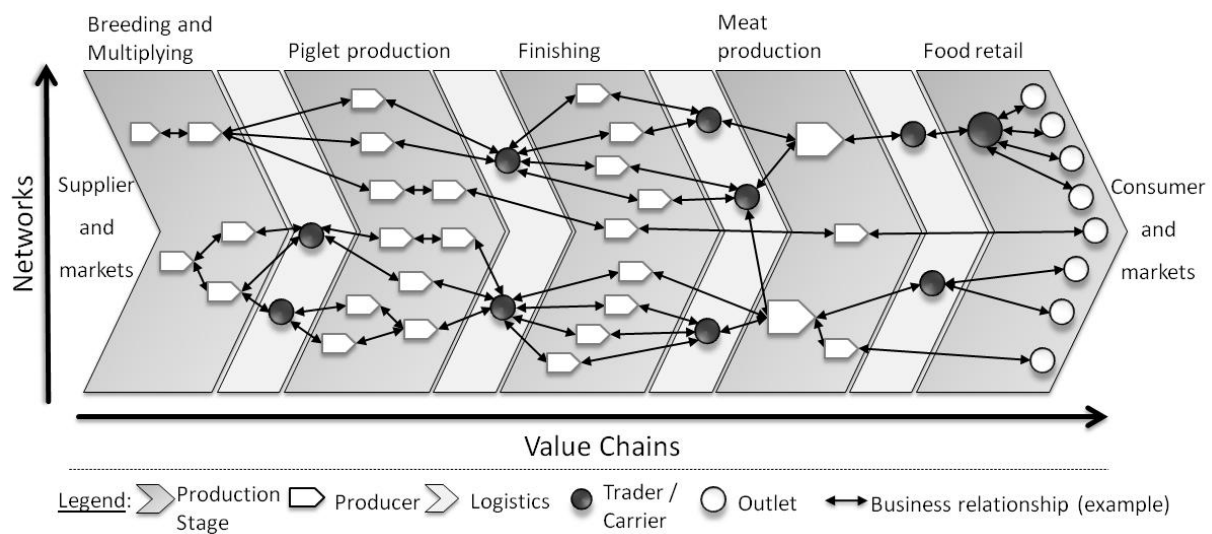 Breeding and
Multiplying
Piglet production
Finishing
Meat
production
Food retail
Networks
Supplier
and
markets
Consumer
and
markets
Value Chains
Legend:
Production
Stage
Producer
Logistics
Trader /
Carrier
Outlet
Business relationship (example)